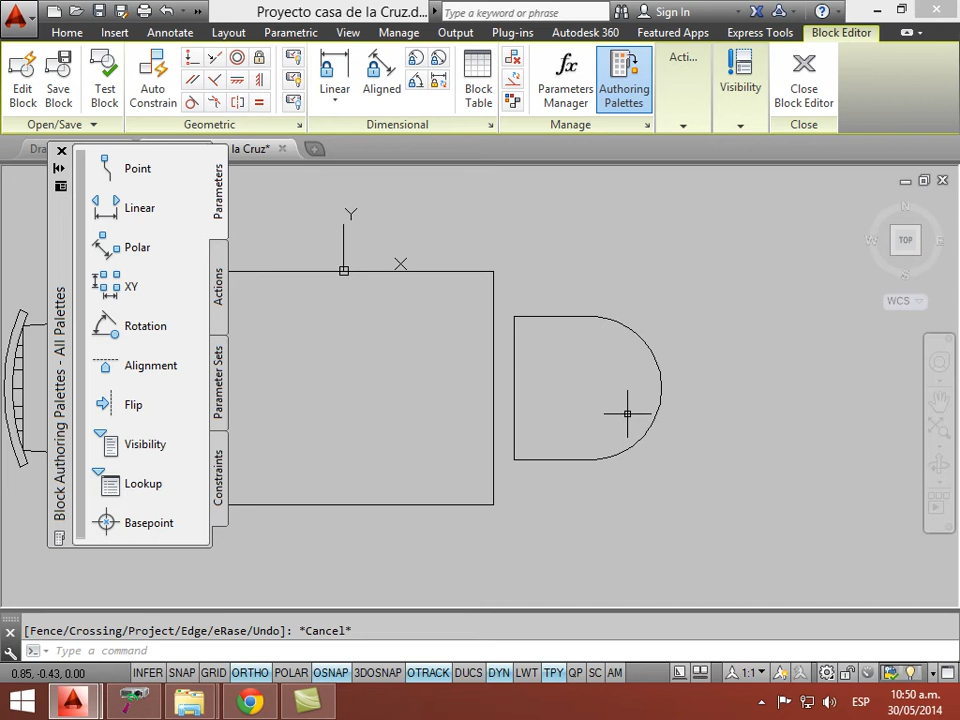 Proyecto casa de la Cruz.d...
Type a keyword or phrase
Sign In
Home
Insert
Annotate
Layout
Parametric
View
Manage
Output
Plug-ins
Autodesk 360
Featured Apps
Express Tools
Block Editor
Edit
Block
Save
Block
Test
Block
Auto
Constrain
Linear
Aligned
Block
Table
Parameters
Manager
Authoring
Palettes
Acti...
Visibility
Close
Block Editor
Open/Save
Geometric
Dimensional
Manage
Close
Dra
la Cruz*
Point
Linear
Polar
XY
Rotation
Alignment
Flip
Visibility
Lookup
Basepoint
Parameters
Actions
Parameter Sets
Constraints
Block Authoring Palettes - All Palettes
Y
X
N
W
TOP
E
S
WCS
[Fence/Crossing/Project/Edge/eRase/Undo]: *Cancel*
Type a command
0.85, -0.43, 0.00
INFER
SNAP
GRID
ORTHO
POLAR
OSNAP
3DOSNAP
OTRACK
DUCS
DYN
LWT
TPY
QP
SC
AM
1:1
ESP
10:50 a.m.
30/05/2014